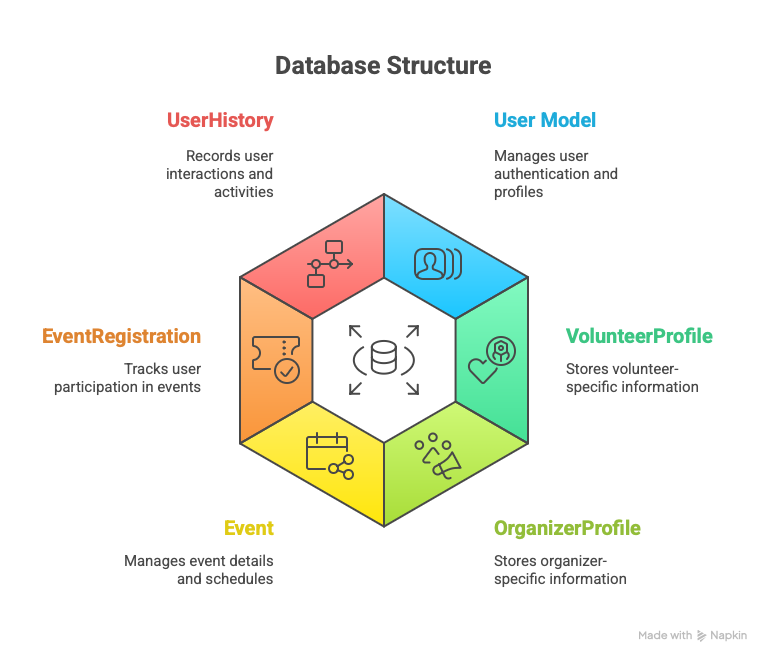 Database Structure
UserHistory
Records user
interactions and
activities
User Model
Manages user
authentication and
profiles
EventRegistration
Tracks user
participation in events
VolunteerProfile
Stores volunteer-
specific information
Event
Manages event details
and schedules
OrganizerProfile
Stores organizer-
specific information
Made with Napkin